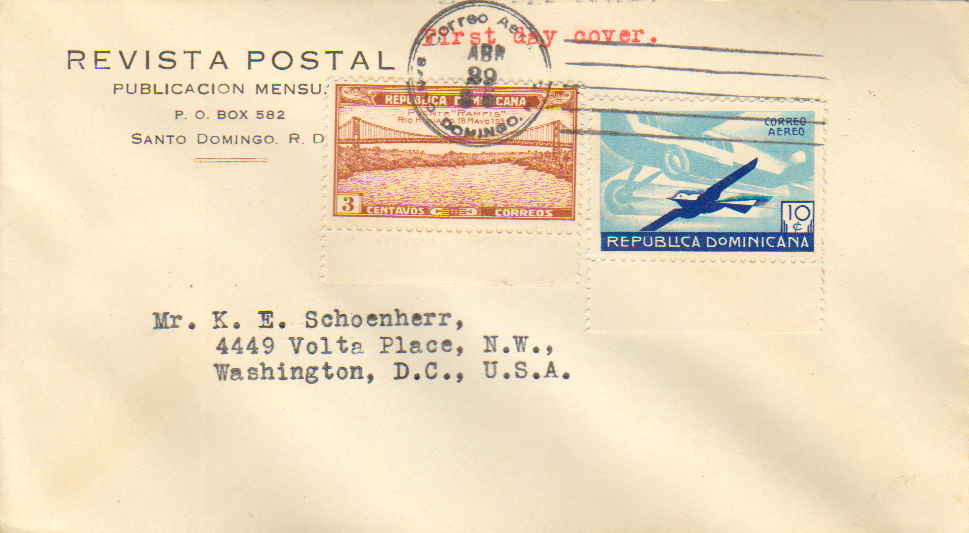 First day cover.
REVISTA POSTAL
PUBLICACION MENSU
P. O. BOX 582
SANTO DOMINGO. R. D
Correo Aer
ABR
29
DOMINGO.
REPUBLICA DOMINICANA
PUENTE "RAMFIS"
3
CENTAVOS CORREOS
CORREO
AEREO
10
¢
REPUBLICA DOMINICANA
Mr. K. E. Schoenherr,
4449 Volta Place, N.W.,
Washington, D.C., U.S.A.